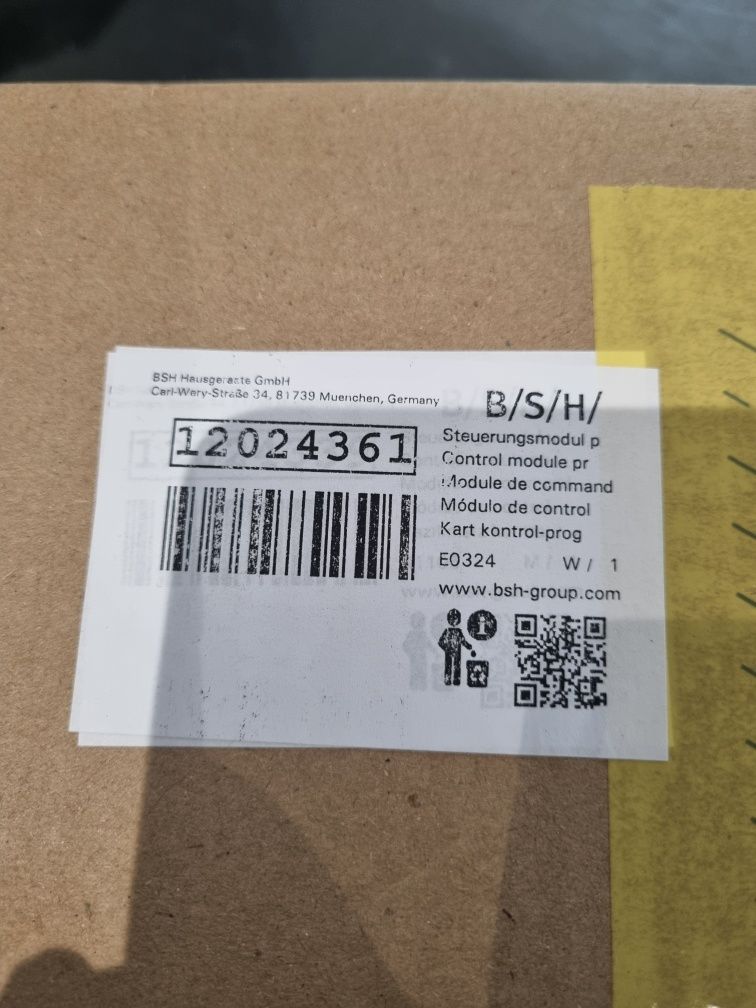 BSH Hausgeraete GmbH
Carl-Wery-Straße 34, 81739 Muenchen, Germany
B/S/H/
12024361
Steuerungsmodul p
Control module pr
Module de command
Módulo de control
Kart kontrol-prog
E0324 W / 1
www.bsh-group.com